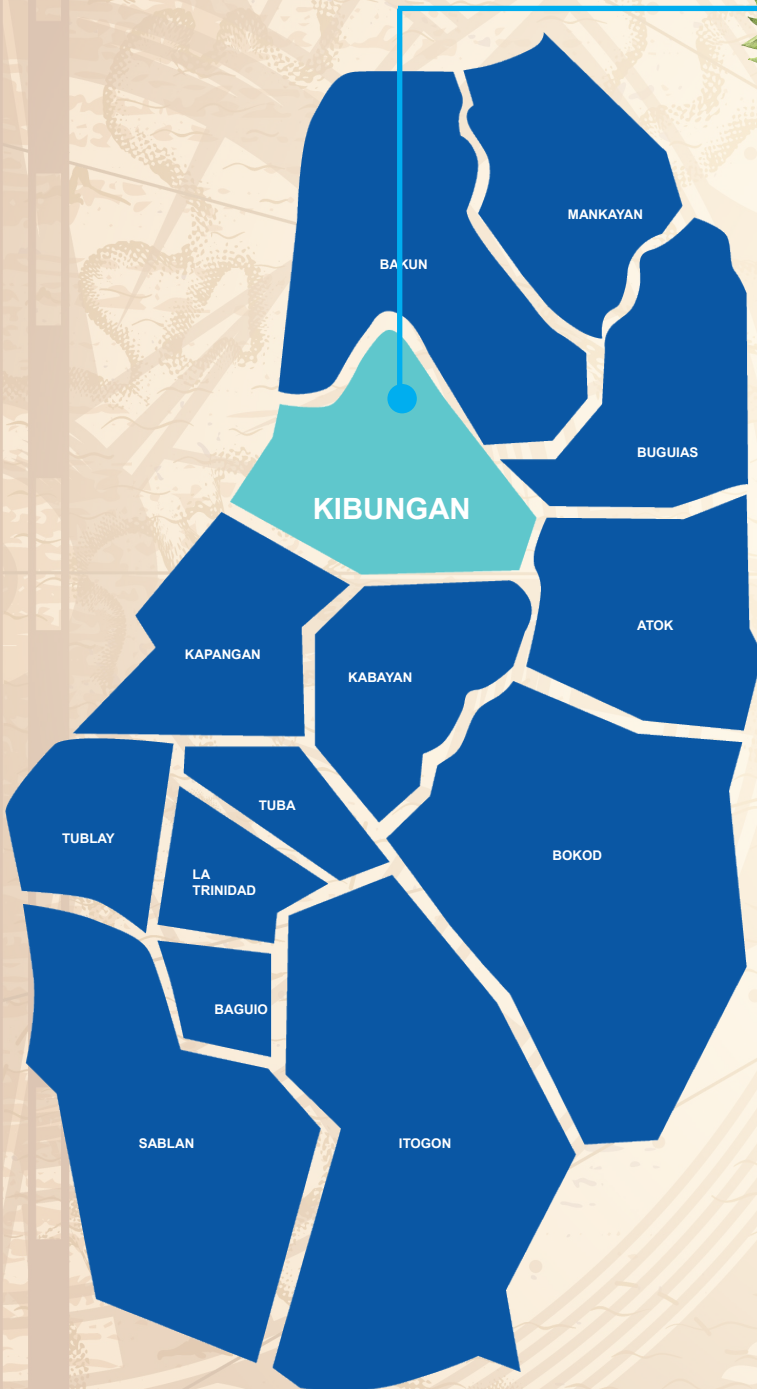 MANKAYAN
BAKUN
BUGUIAS
KIBUNGAN
ATOK
KAPANGAN
KABAYAN
TUBA
TUBLAY
BOKOD
LA
TRINIDAD
BAGUIO
SABLAN
ITOGON